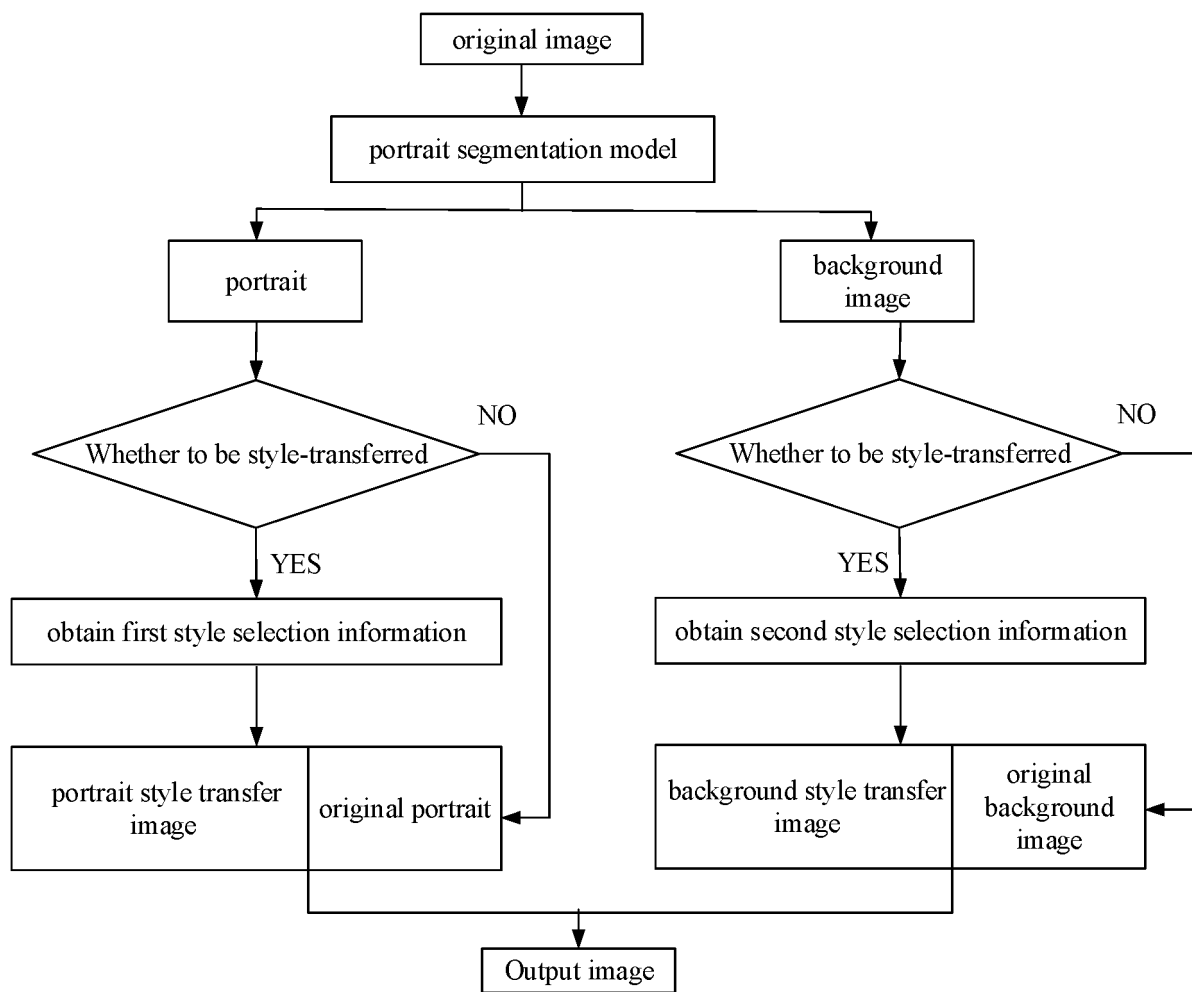 original image
portrait segmentation model
portrait
background
image
Whether to be style-transferred
NO
YES
Whether to be style-transferred
NO
YES
obtain first style selection information
obtain second style selection information
portrait style transfer
image
original portrait
background style transfer
image
original
background
image
Output image